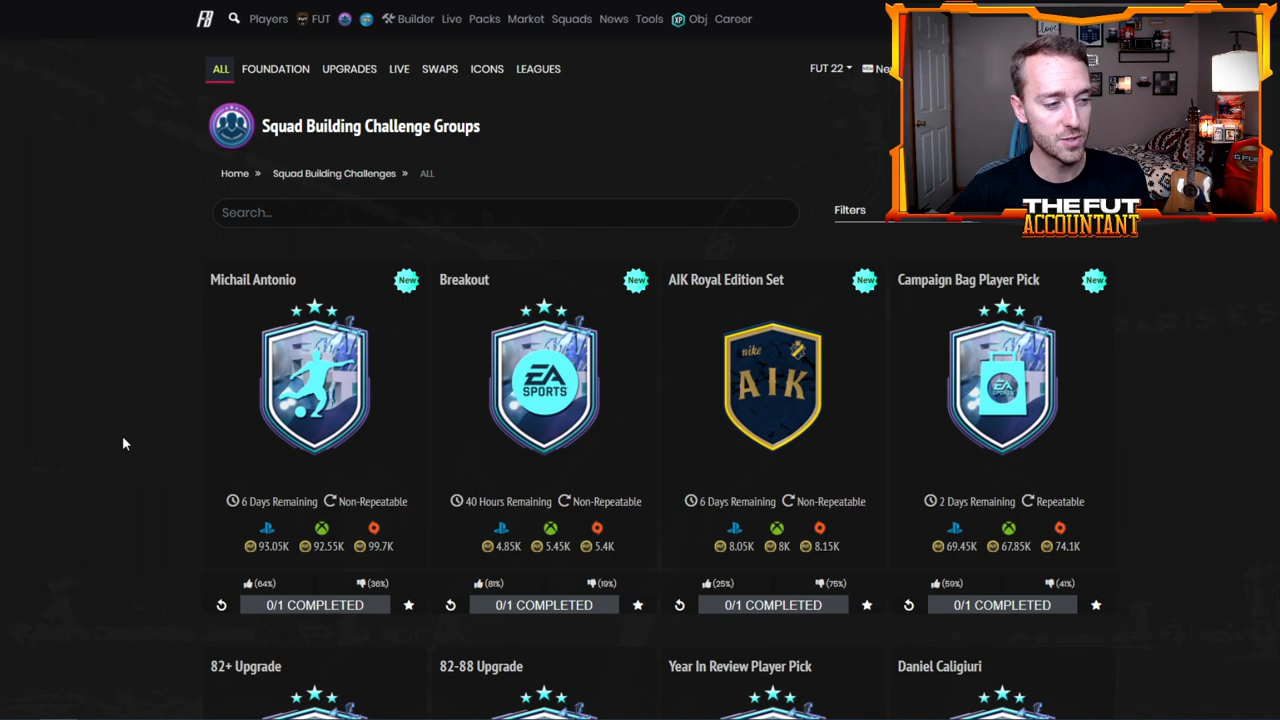 FB Players FUT Builder Live Packs Market Squads News Tools XP Obj Career
ALL FOUNDATION UPGRADES LIVE SWAPS ICONS LEAGUES FUT 22 Ne
Squad Building Challenge Groups
Home » Squad Building Challenges » ALL
Search...
Filters
THE FUT
ACCOUNTANT
Michail Antonio New
Breakout New
AIK Royal Edition Set New
Campaign Bag Player Pick New
EA SPORTS
nike
AIK
EA SPORTS
6 Days Remaining Non-Repeatable
40 Hours Remaining Non-Repeatable
6 Days Remaining Non-Repeatable
2 Days Remaining Repeatable
93.05K 92.55K 99.7K
4.85K 5.45K 5.4K
8.05K 8K 8.15K
69.45K 67.85K 74.1K
(64%) (36%)
(81%) (19%)
(25%) (75%)
(59%) (41%)
0/1 COMPLETED
0/1 COMPLETED
0/1 COMPLETED
0/1 COMPLETED
82+ Upgrade
82-88 Upgrade
Year In Review Player Pick
Daniel Caligiuri